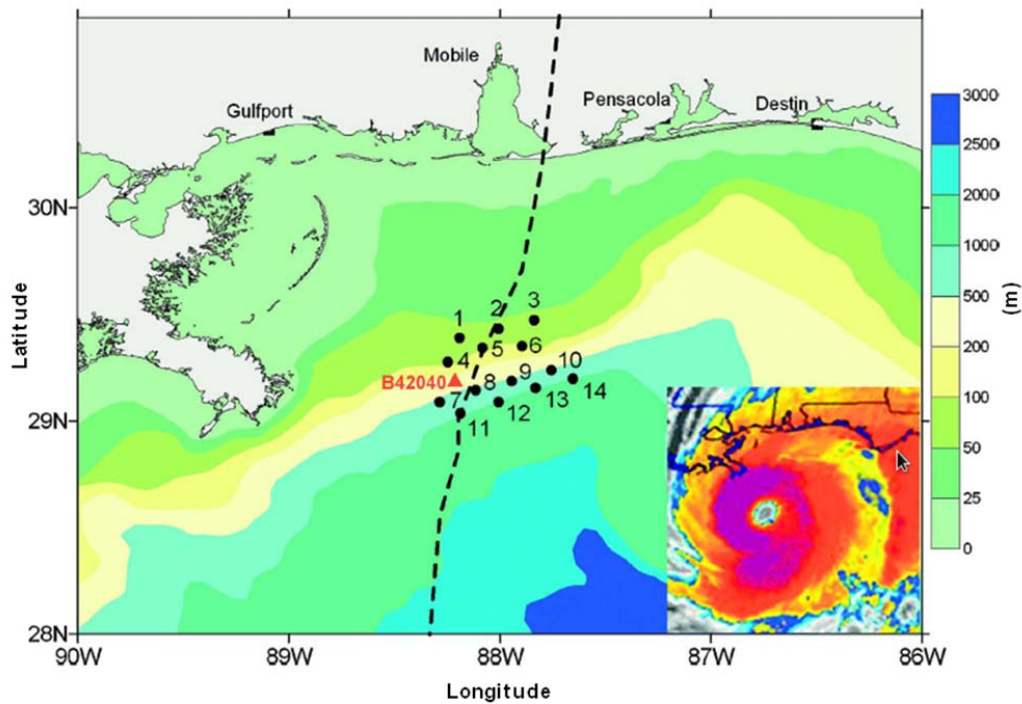 Mobile
Gulfport
Pensacola
Destin
3000
2500
2000
1000
500
200
100
50
25
0
(m)
30N
29N
28N
Latitude
1
2
3
4
5
6
B42040
7
8
9
10
11
12
13
14
90W
89W
88W
87W
86W
Longitude